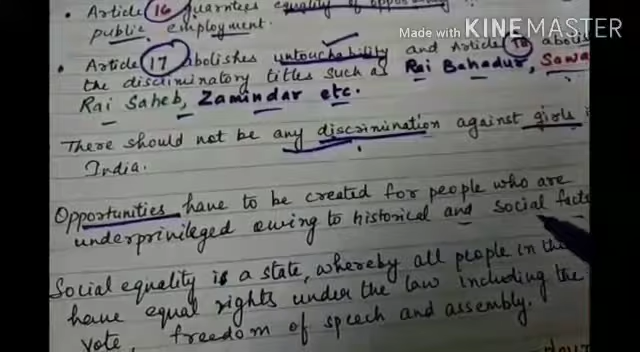 Made with KINEMASTER
• Article 16 guarntees equality of opportunity in
public employment.
• Article 17 abolishes untouchability and Article 18
the discriminatory titles such as Rai Bahadur,
Rai Saheb, Zamindar etc.
There should not be any discrimination against girls
India.
Opportunities have to be created for people who are
underprivileged owing to historical and social facts
Social equality is a state, whereby all people in
have equal rights under the law including the
vote, freedom of speech and assembly.